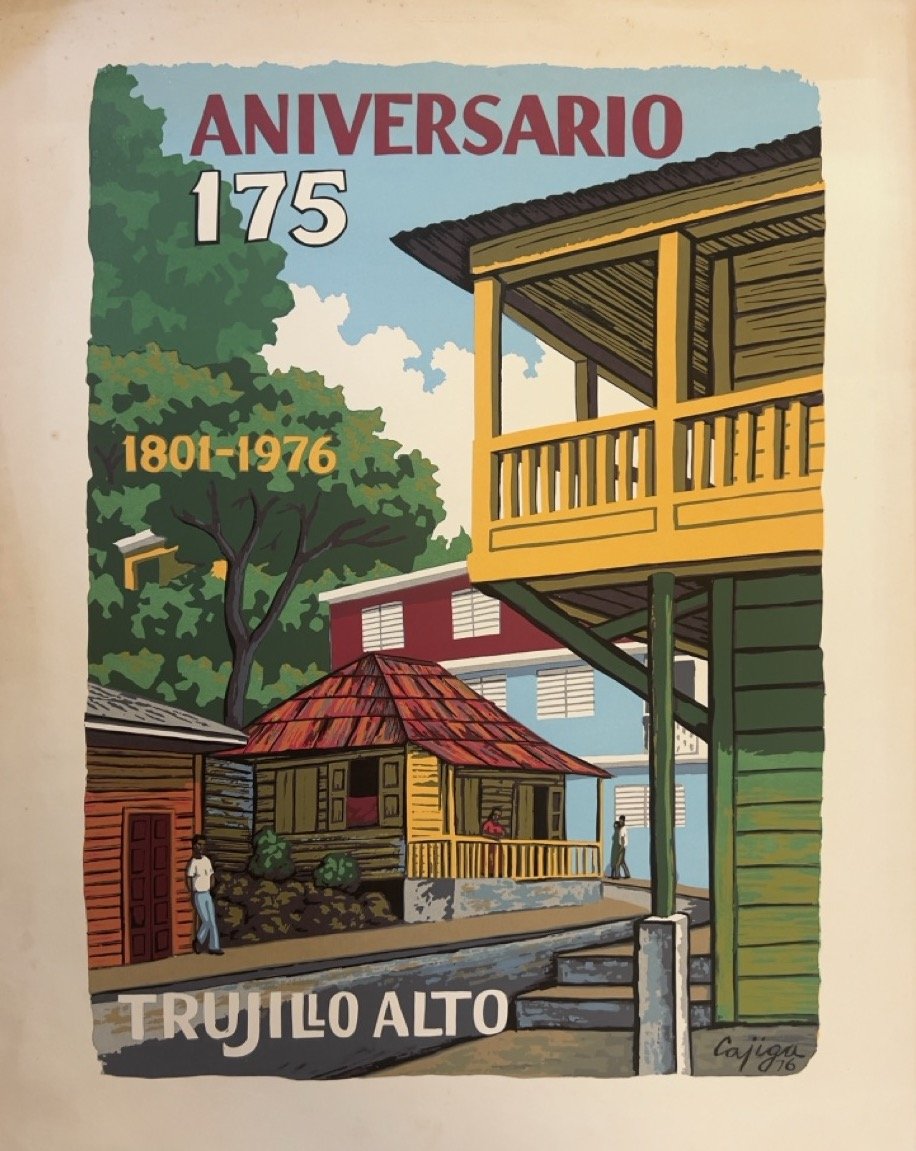 ANIVERSARIO
175
1801-1976
TRUJILLO ALTO
Cajiga
76